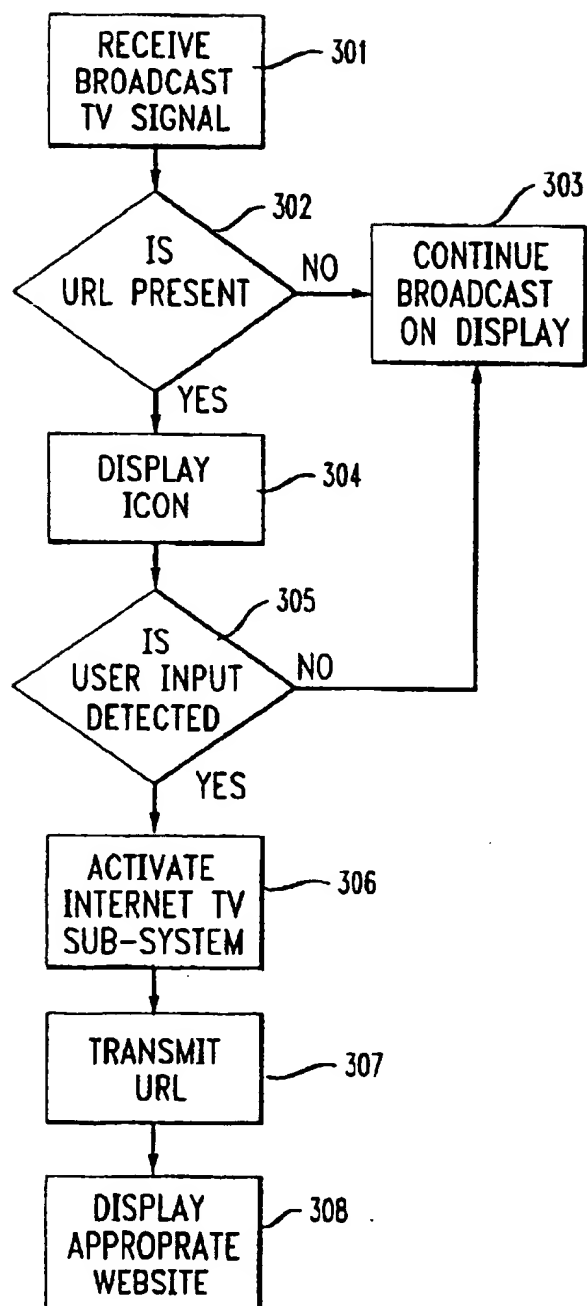 RECEIVE
BROADCAST
TV SIGNAL
301
302
IS
URL PRESENT
NO
303
CONTINUE
BROADCAST
ON DISPLAY
YES
DISPLAY
ICON
304
305
IS
USER INPUT
DETECTED
NO
YES
ACTIVATE
INTERNET TV
SUB-SYSTEM
306
TRANSMIT
URL
307
DISPLAY
APPROPRATE
WEBSITE
308